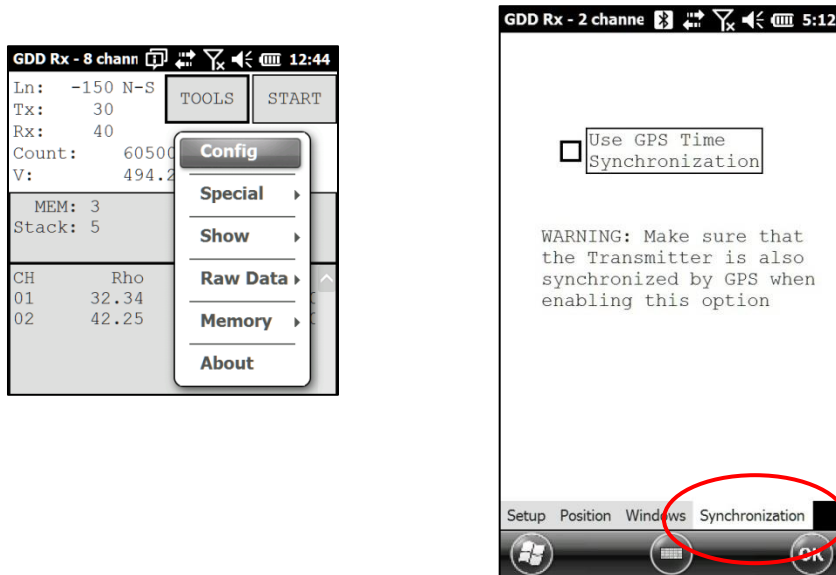 GDD Rx - 8 chann 12:44
Ln: -150 N-S
TOOLS START
Tx: 30
Rx: 40
Count: 6050
V: 494.2
MEM: 3
Stack: 5
CH Rho
01 32.34
02 42.25
Config
Special
Show
Raw Data
Memory
About
GDD Rx - 2 channe 5:12
Use GPS Time
Synchronization
WARNING: Make sure that
the Transmitter is also
synchronized by GPS when
enabling this option
Setup Position Windows Synchronization
OK